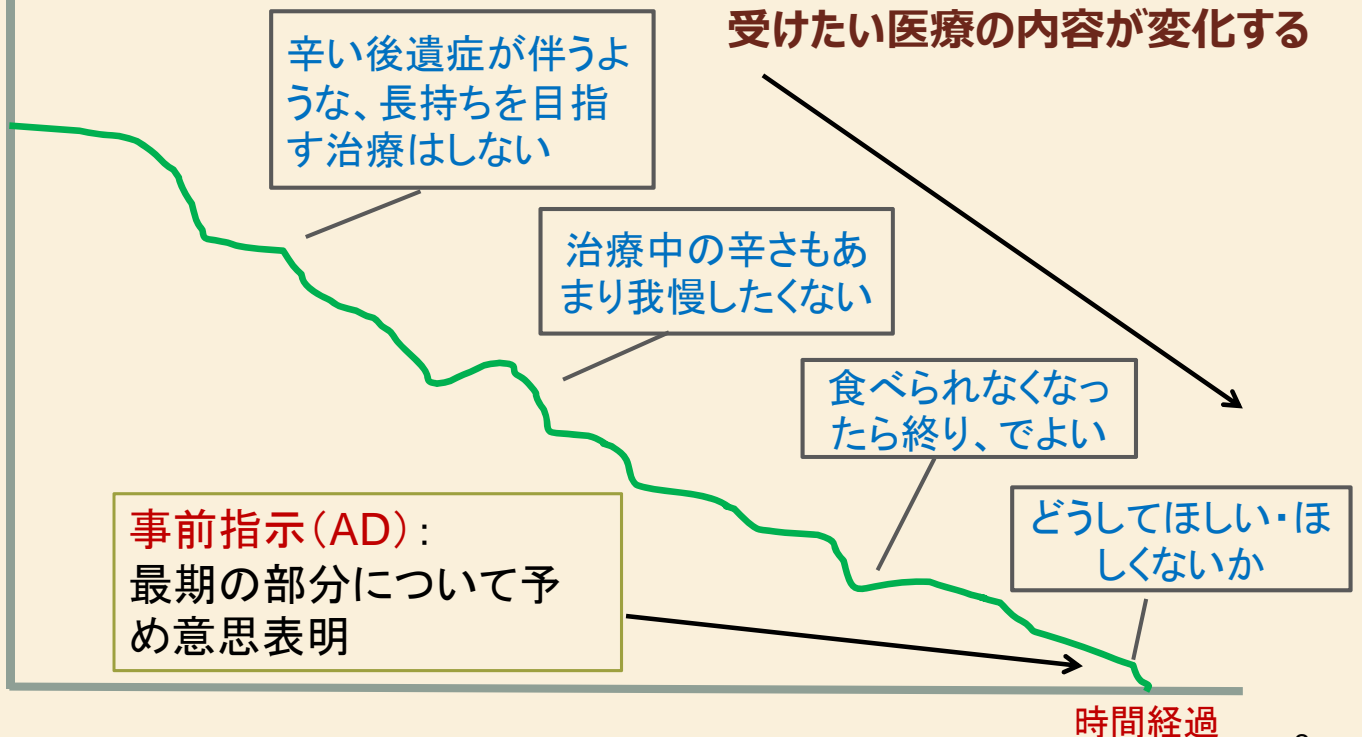 受けたい医療の内容が変化する
辛い後遺症が伴うよ
うな、長持ちを目指
す治療はしない
治療中の辛さもあ
まり我慢したくない
食べられなくなっ
たら終り、でよい
どうしてほしい・ほ
しくないか
事前指示(AD):
最期の部分について予
め意思表明
時間経過